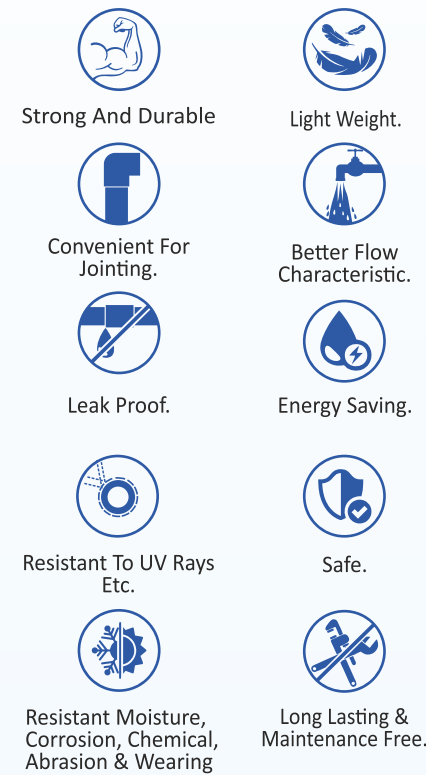 Strong And Durable
Light Weight.
Convenient For
Jointing.
Better Flow
Characteristic.
Leak Proof.
Energy Saving.
Resistant To UV Rays
Etc.
Safe.
Resistant Moisture,
Corrosion, Chemical,
Abrasion & Wearing
Long Lasting &
Maintenance Free.